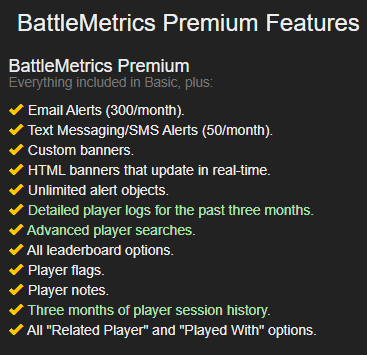 BattleMetrics Premium Features
BattleMetrics Premium
Everything included in Basic, plus:
Email Alerts (300/month).
Text Messaging/SMS Alerts (50/month).
Custom banners.
HTML banners that update in real-time.
Unlimited alert objects.
Detailed player logs for the past three months.
Advanced player searches.
All leaderboard options.
Player flags.
Player notes.
Three months of player session history.
All "Related Player" and "Played With" options.